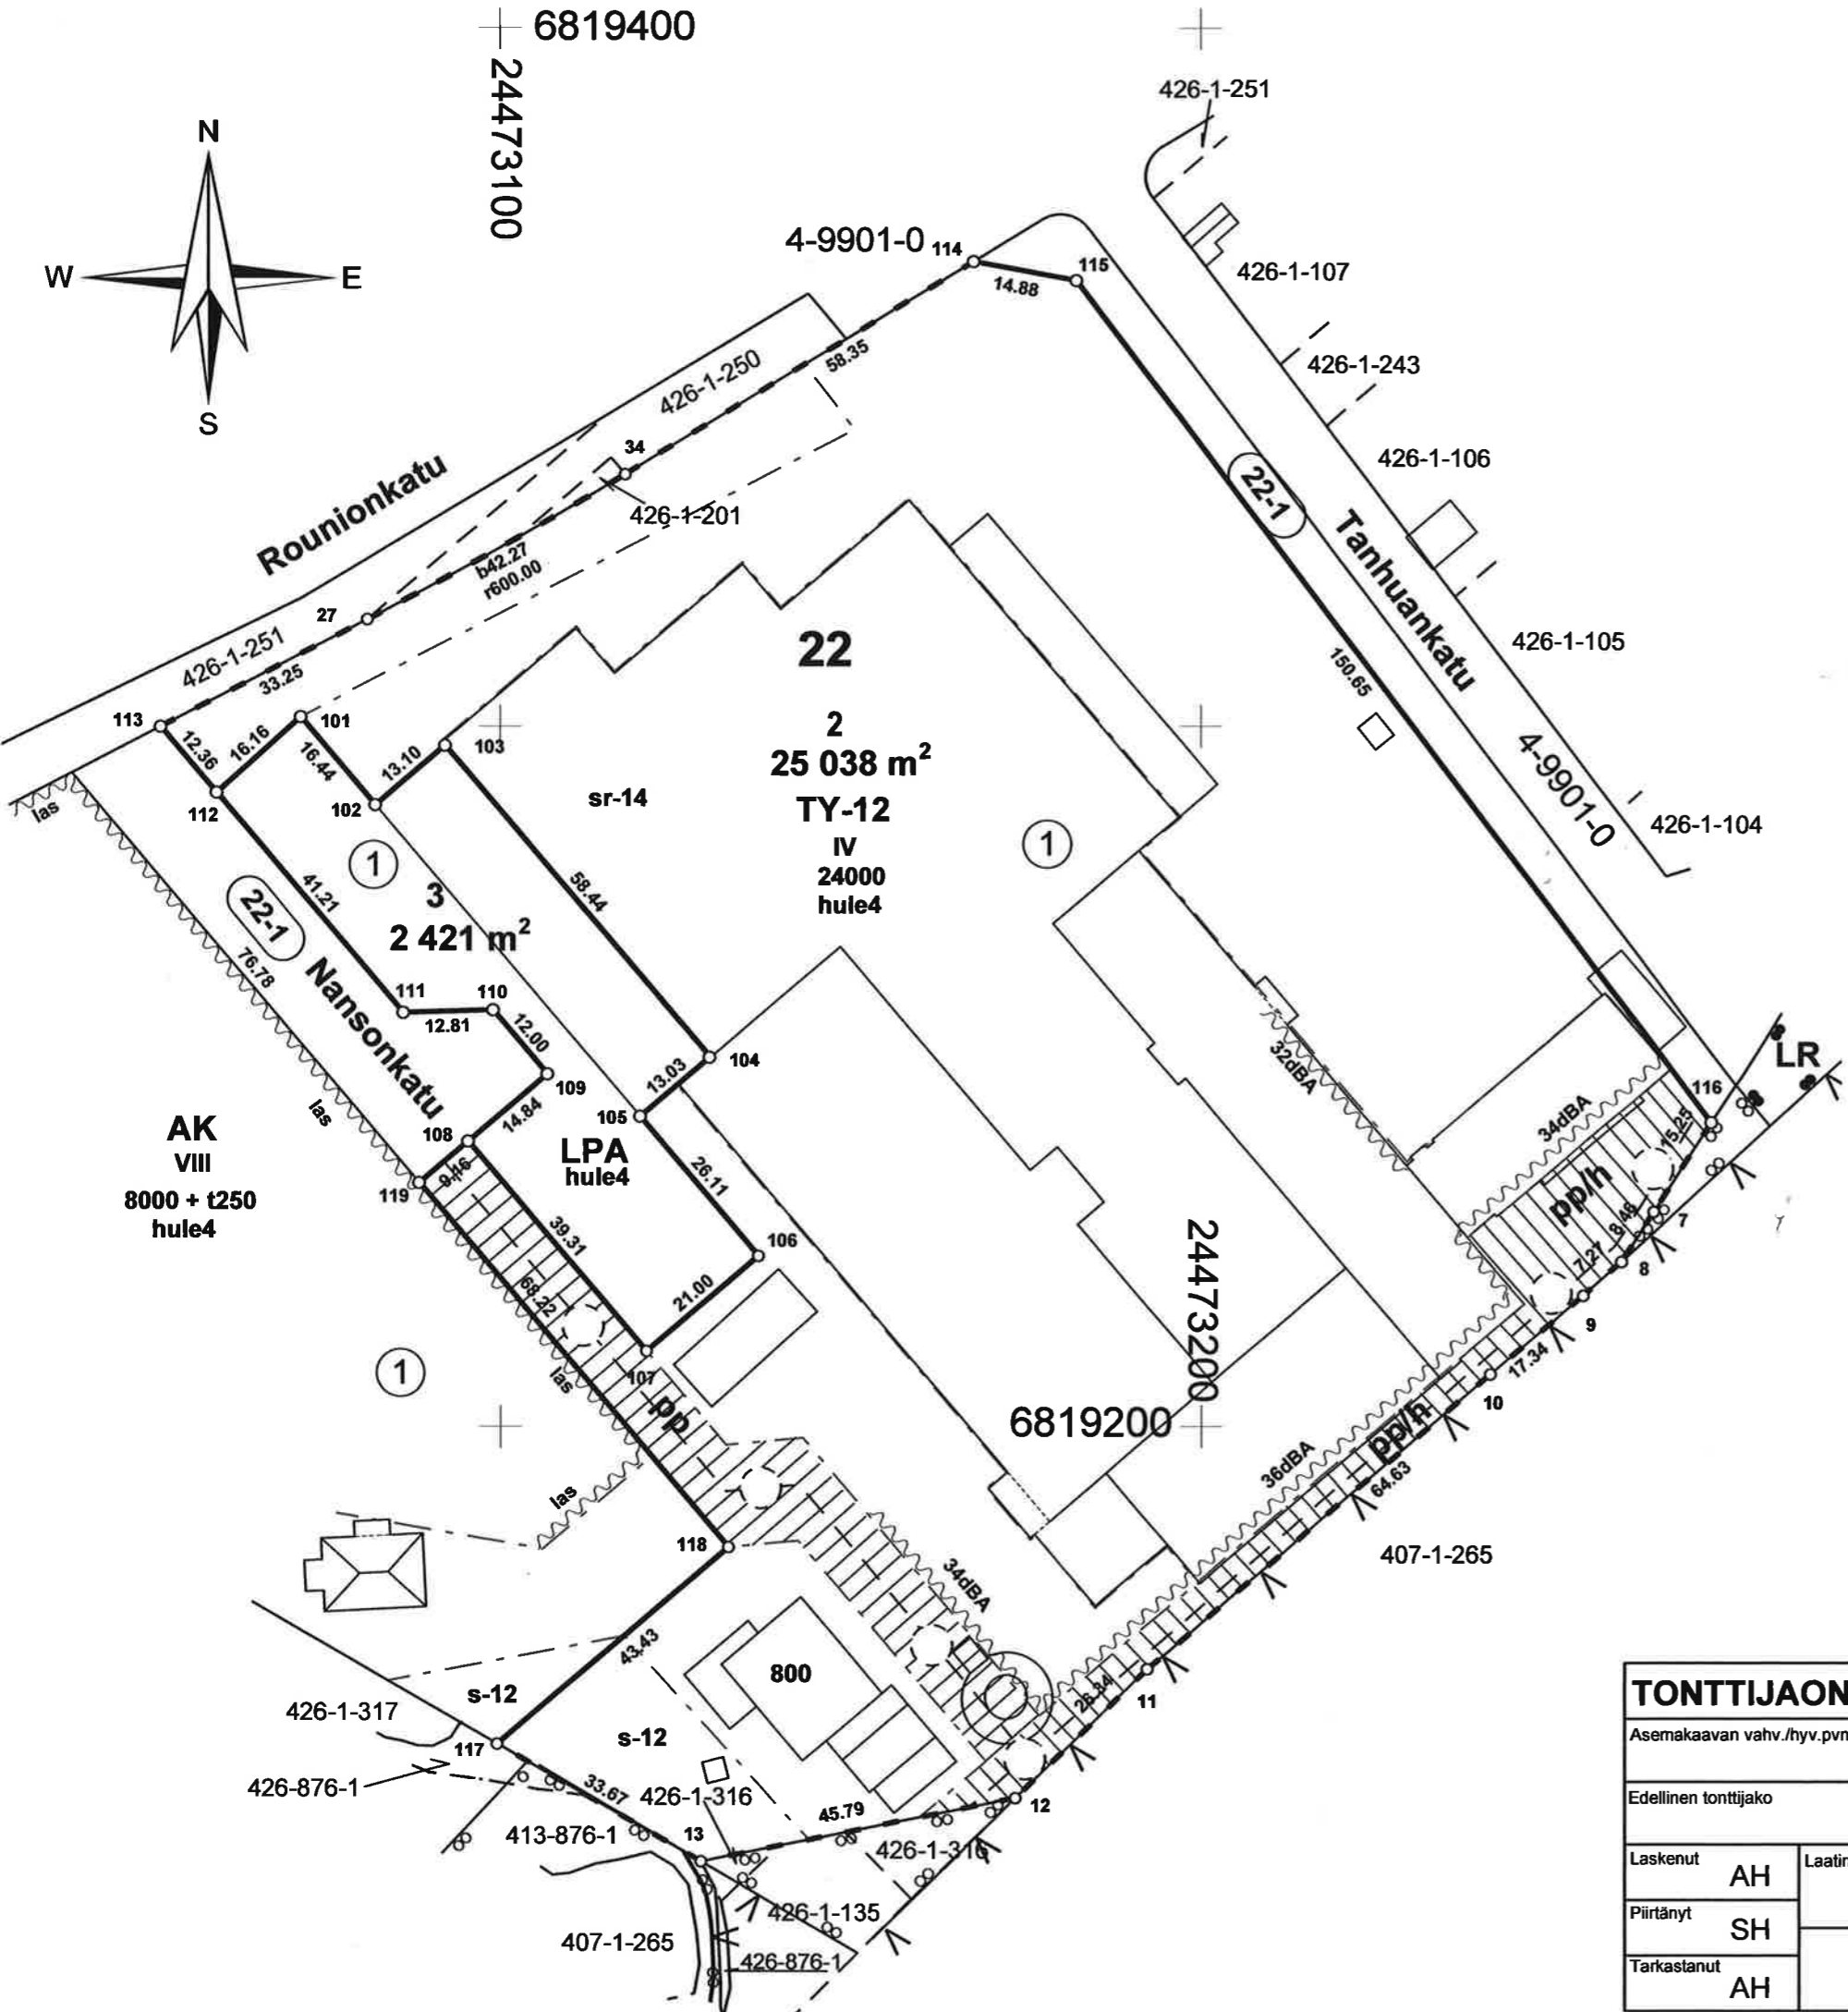 6819400
24473100
N
W
E
S
426-1-251
4-9901-0
114
115
14.88
426-1-107
58.35
426-1-243
426-1-250
34
426-1-106
Rounionkatu
22-1
426-1-201
Tanhuankatu
b42.27
r600.00
27
426-1-251
33.25
22
426-1-105
150.65
113
101
12.36
16.16
16.44
13.10
103
2
25 038 m²
TY-12
IV
24000
hule4
4-9901-0
sr-14
112
102
426-1-104
1
1
3
2 421 m²
41.21
58.44
22-1
76.78
Nansonkatu
las
111
110
12.81
12.00
104
13.03
109
105
32dBA
LR
116
34dBA
15.25
AK
VIII
8000 + t250
hule4
las
108
14.84
LPA
hule4
9.16
119
26.11
pp/h
7
8.46
39.31
106
24473200
7.27
8
68.22
21.00
9
107
las
1
17.34
10
pp
6819200
pp/h
36dBA
64.63
las
118
407-1-265
34dBA
43.43
800
s-12
426-1-317
s-12
11
26.34
117
426-876-1
33.67
426-1-316
12
45.79
413-876-1
13
426-1-316
426-1-135
407-1-265
426-876-1
TONTTIJAON
Asemakaavan vahv./hyv.pvm
Edellinen tonttijako
Laskenut
AH
Piirtänyt
SH
Tarkastanut
AH